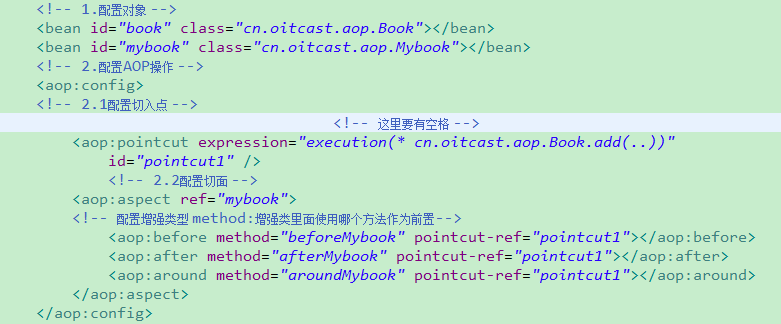 <!-- 1.配置对象 -->
<bean id="book" class="cn.oitcast.aop.Book"></bean>
<bean id="mybook" class="cn.oitcast.aop.Mybook"></bean>
<!-- 2.配置AOP操作 -->
<aop:config>
<!-- 2.1配置切入点 -->
<!-- 这里要有空格 -->
<aop:pointcut expression="execution(* cn.oitcast.aop.Book.add(..))"
id="pointcut1" />
<!-- 2.2配置切面 -->
<aop:aspect ref="mybook">
<!-- 配置增强类型 method:增强类里面使用哪个方法作为前置-->
<aop:before method="beforeMybook" pointcut-ref="pointcut1"></aop:before>
<aop:after method="afterMybook" pointcut-ref="pointcut1"></aop:after>
<aop:around method="aroundMybook" pointcut-ref="pointcut1"></aop:around>
</aop:aspect>
</aop:config>